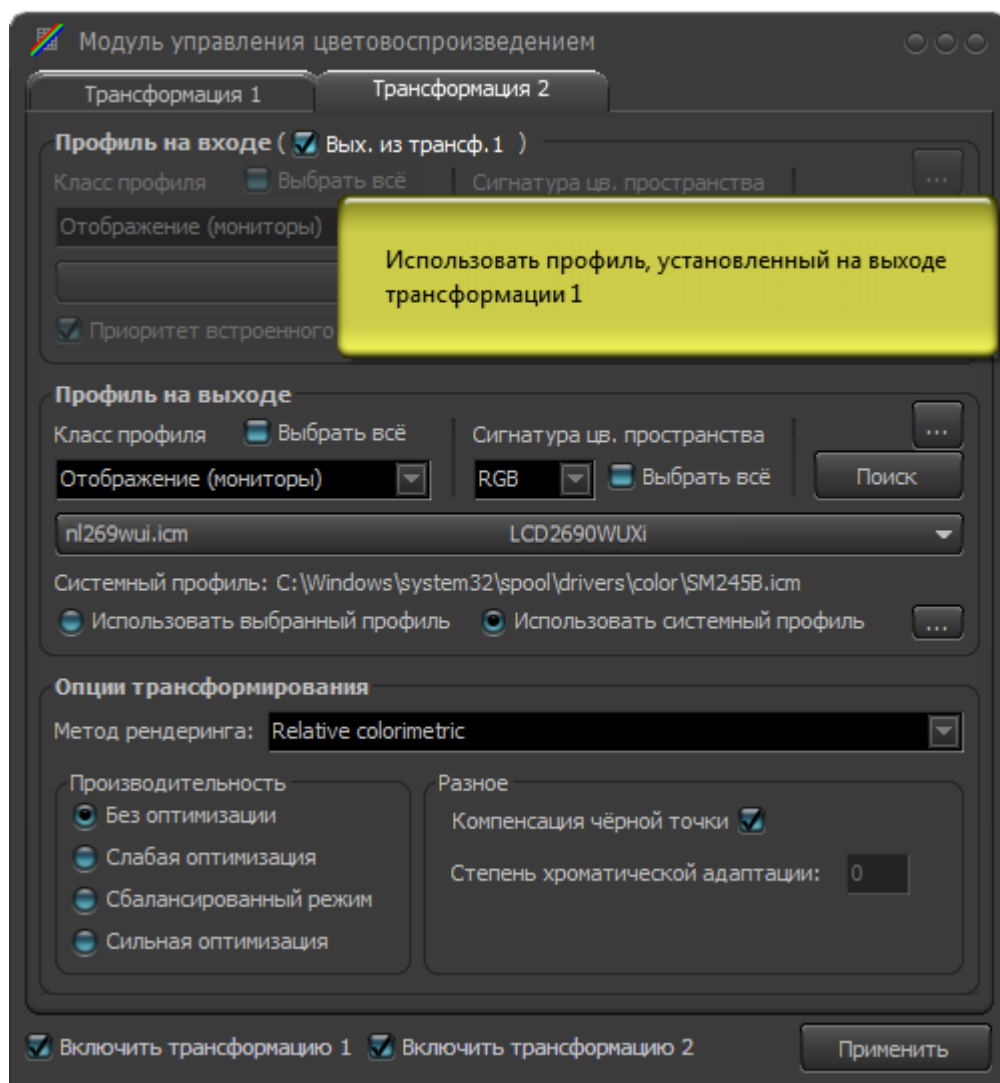 Модуль управления цветовоспроизведением
Трансформация 1 Трансформация 2
Профиль на входе ( Вых. из трансф.1 )
Класс профиля Выбрать всё Сигнатура цв. пространства ...
Отображение (мониторы)
Использовать профиль, установленный на выходе
трансформации 1
Приоритет встроенного
Профиль на выходе
Класс профиля Выбрать всё Сигнатура цв. пространства ...
Отображение (мониторы) RGB Выбрать всё Поиск
nl269wui.icm LCD2690WUXi
Системный профиль: C:\Windows\system32\spool\drivers\color\SM245B.icm
Использовать выбранный профиль Использовать системный профиль ...
Опции трансформирования
Метод рендеринга: Relative colorimetric
Производительность
Без оптимизации
Слабая оптимизация
Сбалансированный режим
Сильная оптимизация
Разное
Компенсация чёрной точки
Степень хроматической адаптации: 0
Включить трансформацию 1 Включить трансформацию 2 Применить